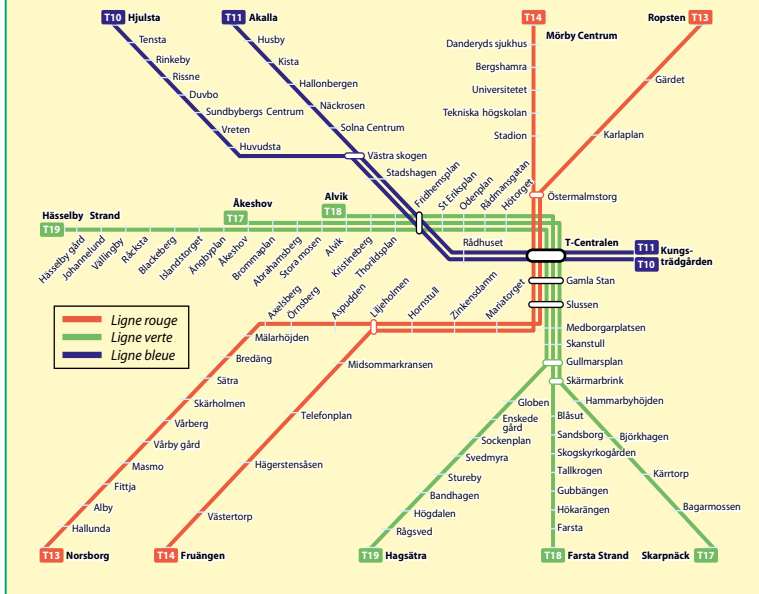 T10 Hjulsta
T11 Akalla
T14
Mörby Centrum
Ropsten T13
Tensta
Rinkeby
Rissne
Duvbo
Sundbybergs Centrum
Vreten
Huvudsta
Husby
Kista
Hallonbergen
Näckrosen
Solna Centrum
Västra skogen
Stadshagen
Fridhemsplan
St Eriksplan
Odenplan
Rådmansgatan
Hötorget
Danderyds sjukhus
Bergshamra
Universitetet
Tekniska högskolan
Stadion
Gärdet
Karlaplan
Östermalmstorg
Hässelby Strand
T19
Åkeshov
T17
Alvik
T18
Hässelby gård
Johannelund
Vällingby
Råcksta
Blackeberg
Islandstorget
Ängbyplan
Åkeshov
Brommaplan
Abrahamsberg
Stora mosen
Alvik
Kristineberg
Thorildsplan
Rådhuset
T-Centralen
T11
T10
Kungs-
trädgården
Gamla Stan
Slussen
Medborgarplatsen
Skanstull
Gullmarsplan
Skärmarbrink
Axelsberg
Örnsberg
Aspudden
Liljeholmen
Hornstull
Zinkensdamm
Mariatorget
Ligne rouge
Ligne verte
Ligne bleue
Mälarhöjden
Bredäng
Sätra
Skärholmen
Vårberg
Vårby gård
Masmo
Fittja
Alby
Hallunda
T13 Norsborg
Midsommarkransen
Telefonplan
Hägerstensåsen
Västertorp
T14 Fruängen
Globen
Enskede
gård
Sockenplan
Svedmyra
Stureby
Bandhagen
Högdalen
Rågsved
T19 Hagsätra
Blåsut
Sandsborg
Skogskyrkogården
Tallkrogen
Gubbängen
Hökarängen
Farsta
T18 Farsta Strand
Hammarbyhöjden
Björkhagen
Kärrtorp
Bagarmossen
Skarpnäck T17